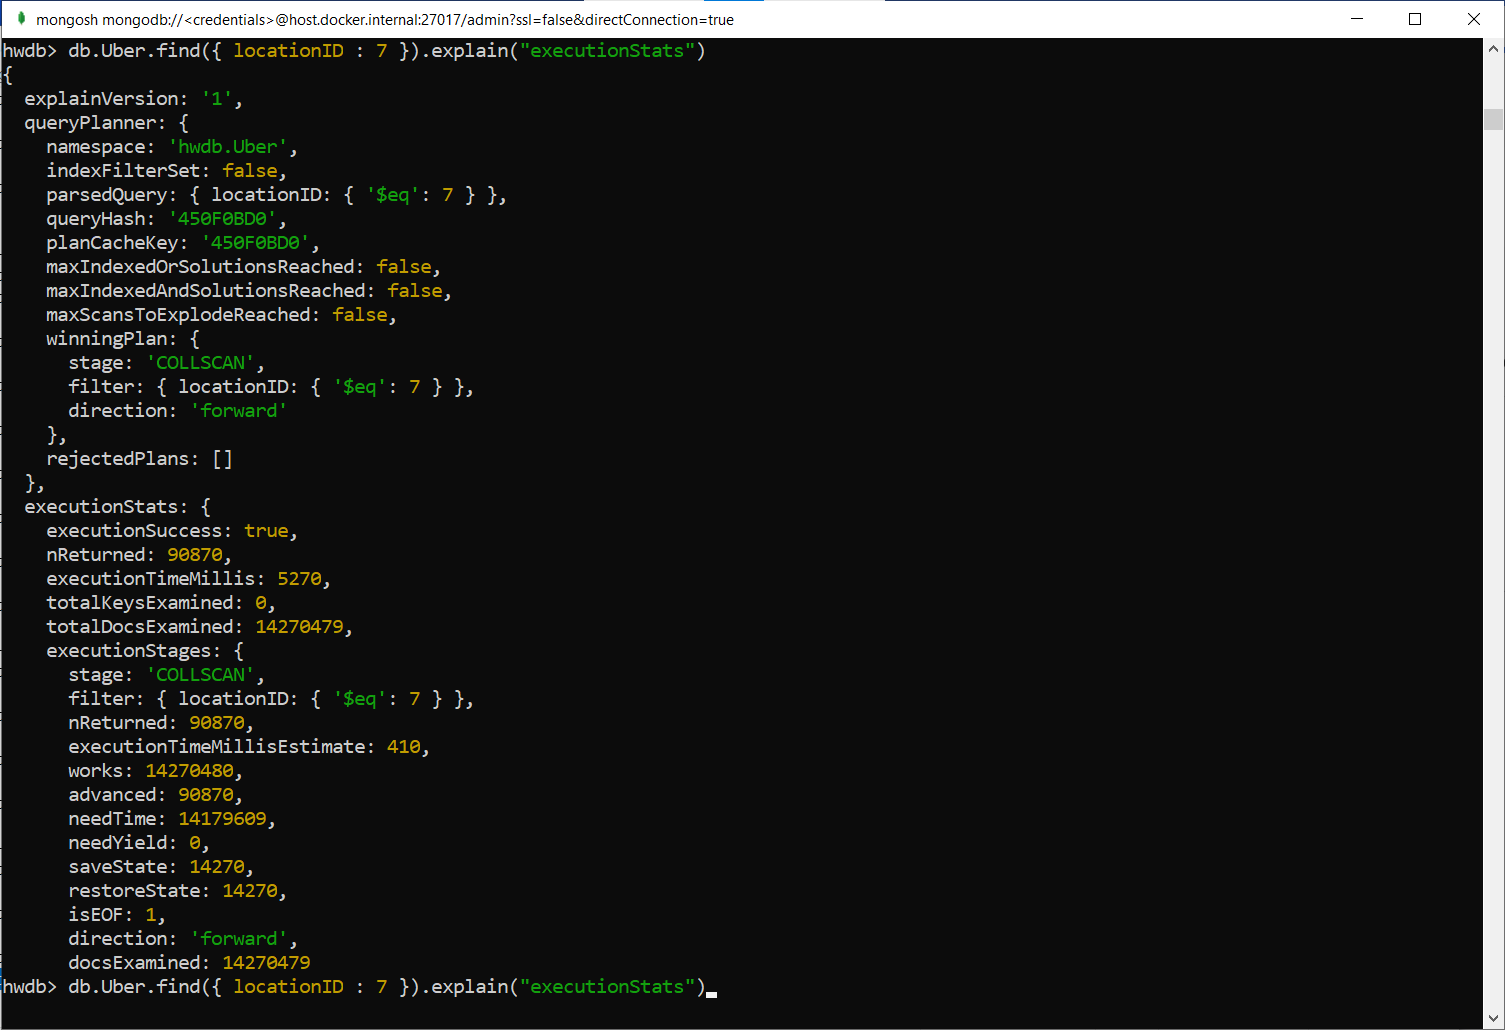 mongosh mongodb://<credentials>@host.docker.internal:27017/admin?ssl=false&directConnection=true
hwdb> db.Uber.find({ locationID : 7 }).explain("executionStats")
{
  explainVersion: '1',
  queryPlanner: {
    namespace: 'hwdb.Uber',
    indexFilterSet: false,
    parsedQuery: { locationID: { '$eq': 7 } },
    queryHash: '450F0BD0',
    planCacheKey: '450F0BD0',
    maxIndexedOrSolutionsReached: false,
    maxIndexedAndSolutionsReached: false,
    maxScansToExplodeReached: false,
    winningPlan: {
      stage: 'COLLSCAN',
      filter: { locationID: { '$eq': 7 } },
      direction: 'forward'
    },
    rejectedPlans: []
  },
  executionStats: {
    executionSuccess: true,
    nReturned: 90870,
    executionTimeMillis: 5270,
    totalKeysExamined: 0,
    totalDocsExamined: 14270479,
    executionStages: {
      stage: 'COLLSCAN',
      filter: { locationID: { '$eq': 7 } },
      nReturned: 90870,
      executionTimeMillisEstimate: 410,
      works: 14270480,
      advanced: 90870,
      needTime: 14179609,
      needYield: 0,
      saveState: 14270,
      restoreState: 14270,
      isEOF: 1,
      direction: 'forward',
      docsExamined: 14270479
hwdb> db.Uber.find({ locationID : 7 }).explain("executionStats")